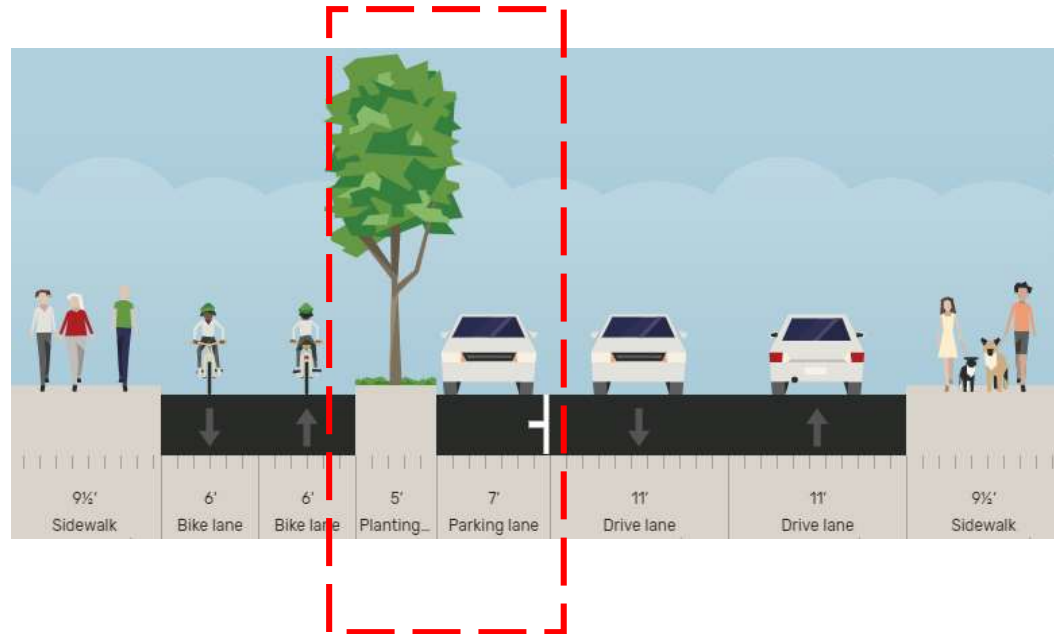 9½′ 6′ 6′ 5′ 7′ 11′ 11′ 9½′
Sidewalk Bike lane Bike lane Planting... Parking lane Drive lane Drive lane Sidewalk